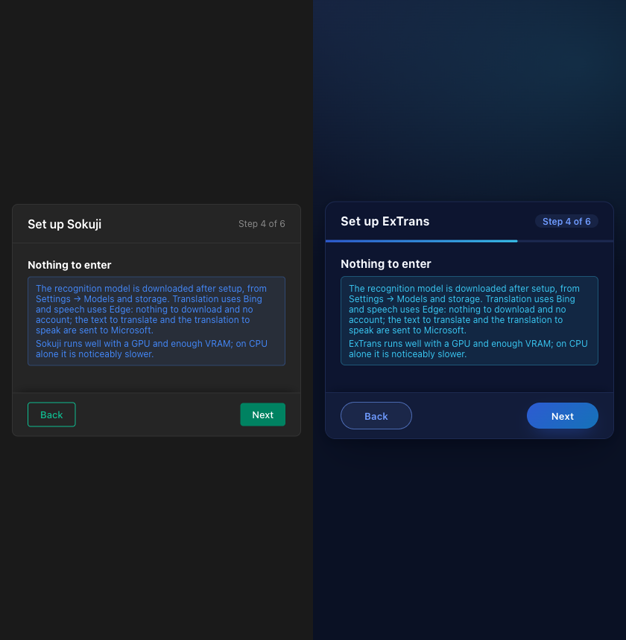 Set up Sokuji
Step 4 of 6
Nothing to enter
The recognition model is downloaded after setup, from
Settings → Models and storage. Translation uses Bing
and speech uses Edge: nothing to download and no
account; the text to translate and the translation to
speak are sent to Microsoft.
Sokuji runs well with a GPU and enough VRAM; on CPU
alone it is noticeably slower.
Back
Next
Set up ExTrans
Step 4 of 6
Nothing to enter
The recognition model is downloaded after setup, from
Settings → Models and storage. Translation uses Bing
and speech uses Edge: nothing to download and no
account; the text to translate and the translation to
speak are sent to Microsoft.
ExTrans runs well with a GPU and enough VRAM; on CPU
alone it is noticeably slower.
Back
Next